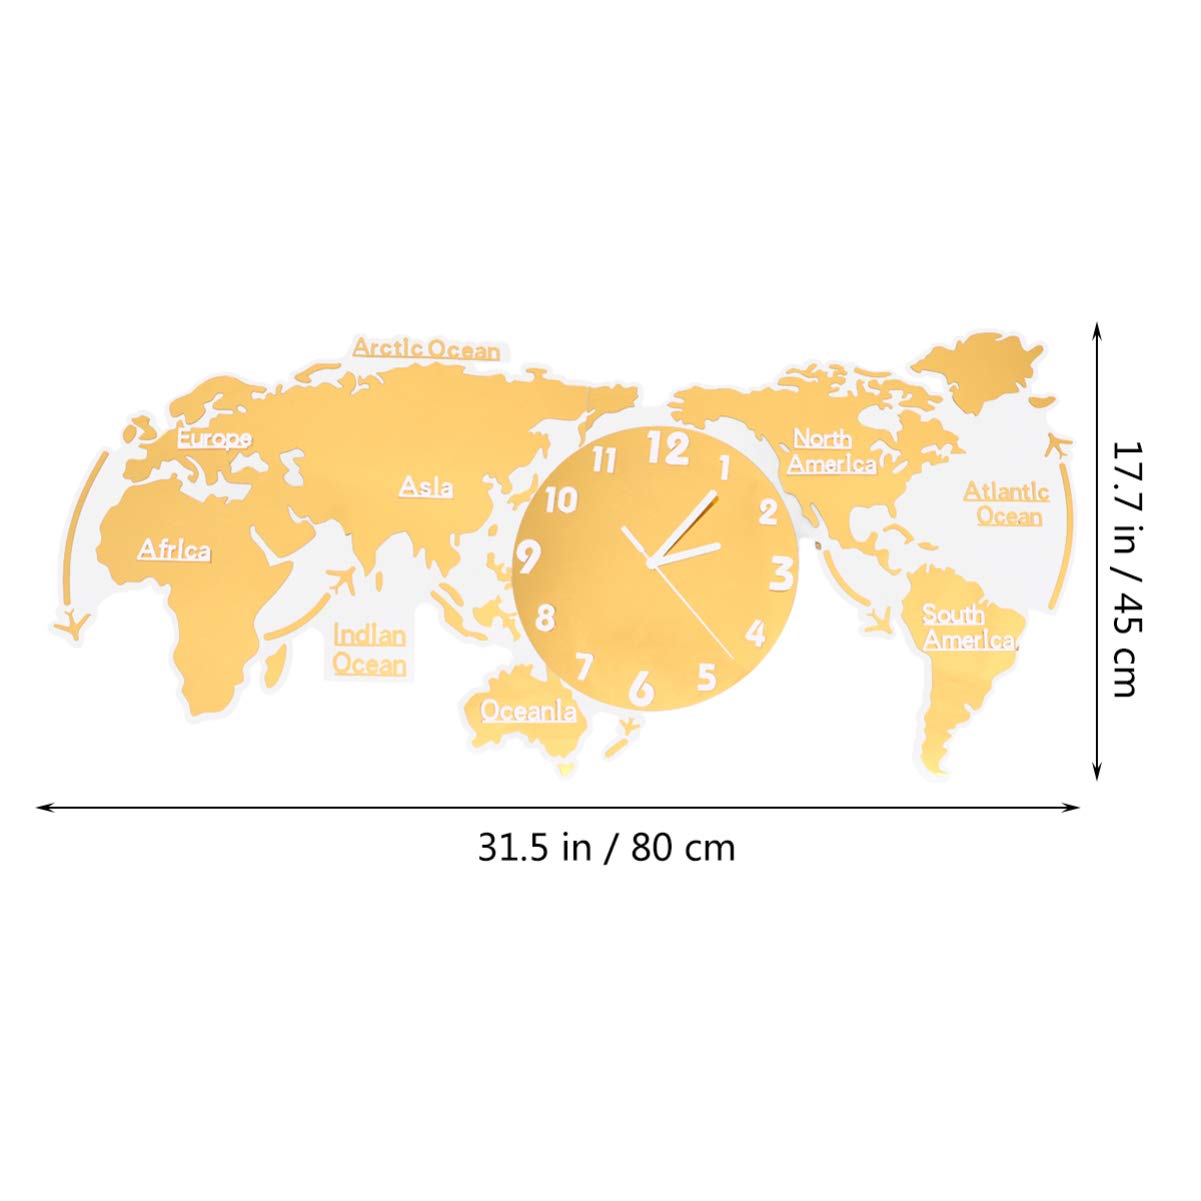 Arctic Ocean
Europe
Asia
Africa
Indian
Ocean
Oceania
12
1
2
3
4
5
6
7
8
9
10
11
North
America
Atlantic
Ocean
South
America
17.7 in / 45 cm
31.5 in / 80 cm